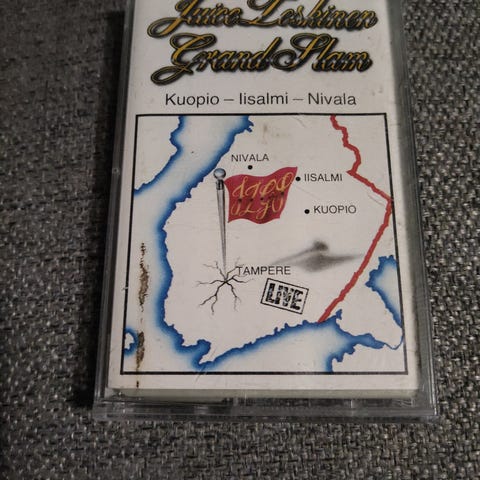 Juice Leskinen
Grand Slam
Kuopio – Iisalmi – Nivala
NIVALA
IISALMI
KUOPIO
TAMPERE
LIVE